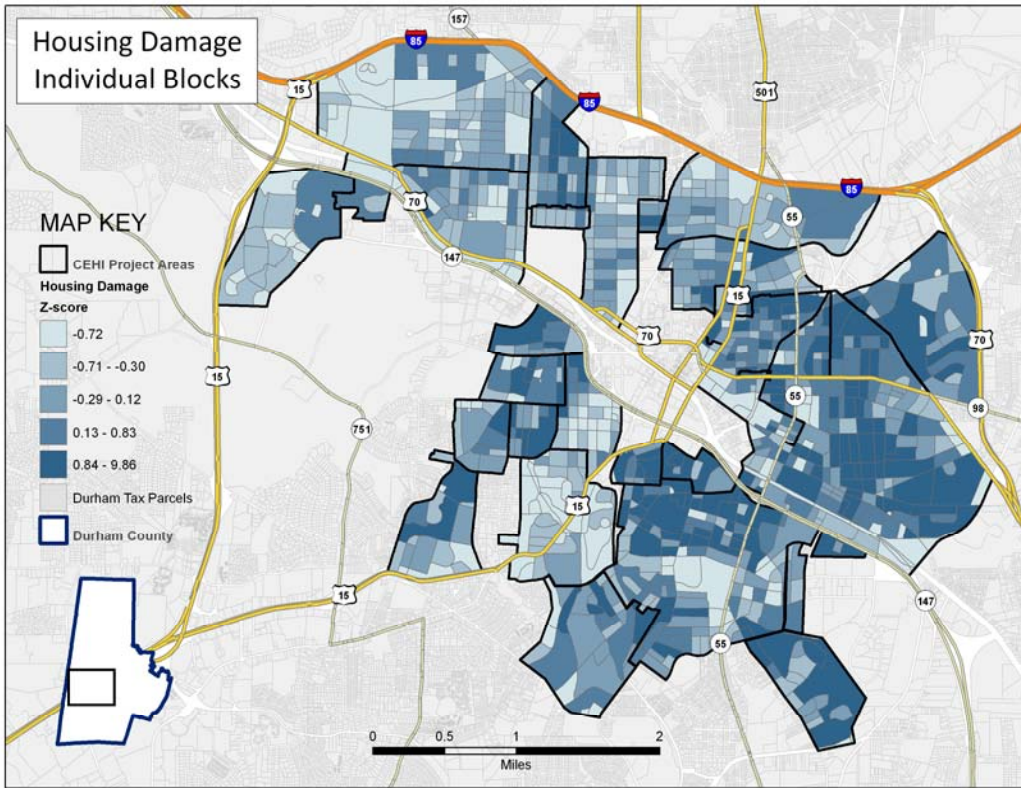 Housing Damage
Individual Blocks
157
85
15
501
85
85
55
70
147
MAP KEY
CEHI Project Areas
Housing Damage
Z-score
-0.72
-0.71 - -0.30
-0.29 - 0.12
0.13 - 0.83
0.84 - 9.86
Durham Tax Parcels
Durham County
15
70
70
15
55
98
751
15
15
147
55
0 0.5 1 2
Miles